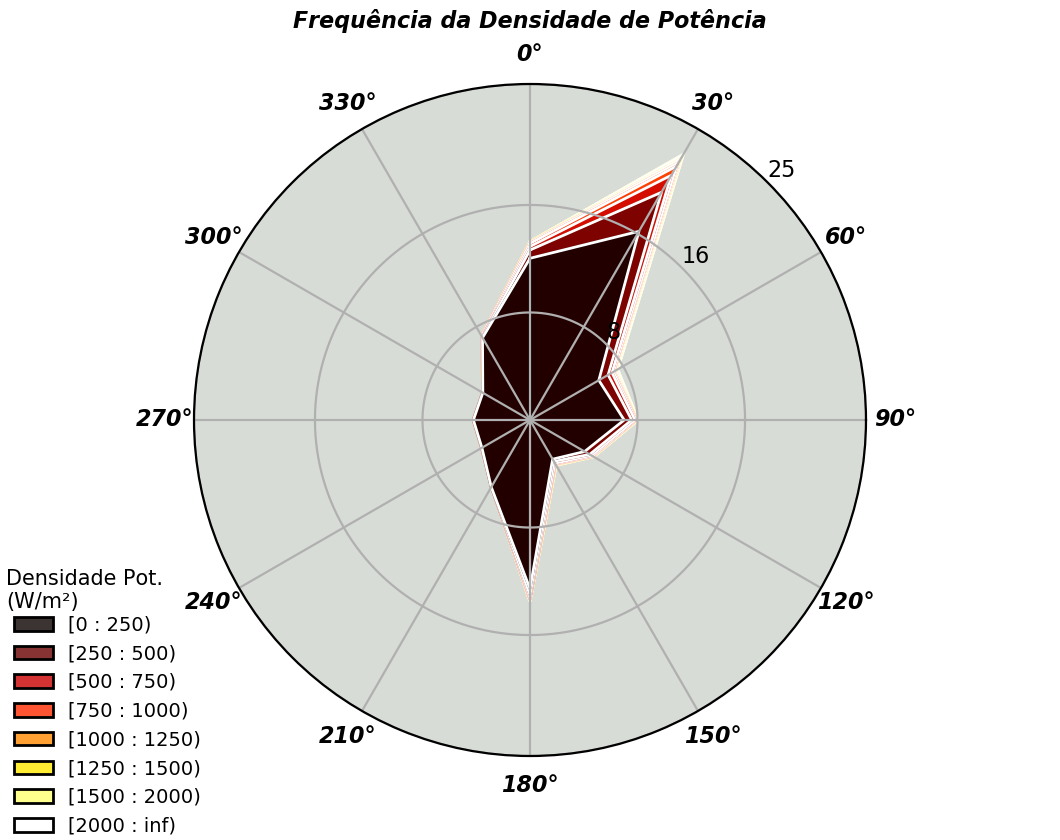 Frequência da Densidade de Potência
0°
330°
30°
25
300°
60°
16
8
270°
90°
Densidade Pot.
(W/m²)
240°
120°
[0 : 250)
[250 : 500)
[500 : 750)
[750 : 1000)
210°
150°
[1000 : 1250)
[1250 : 1500)
180°
[1500 : 2000)
[2000 : inf)